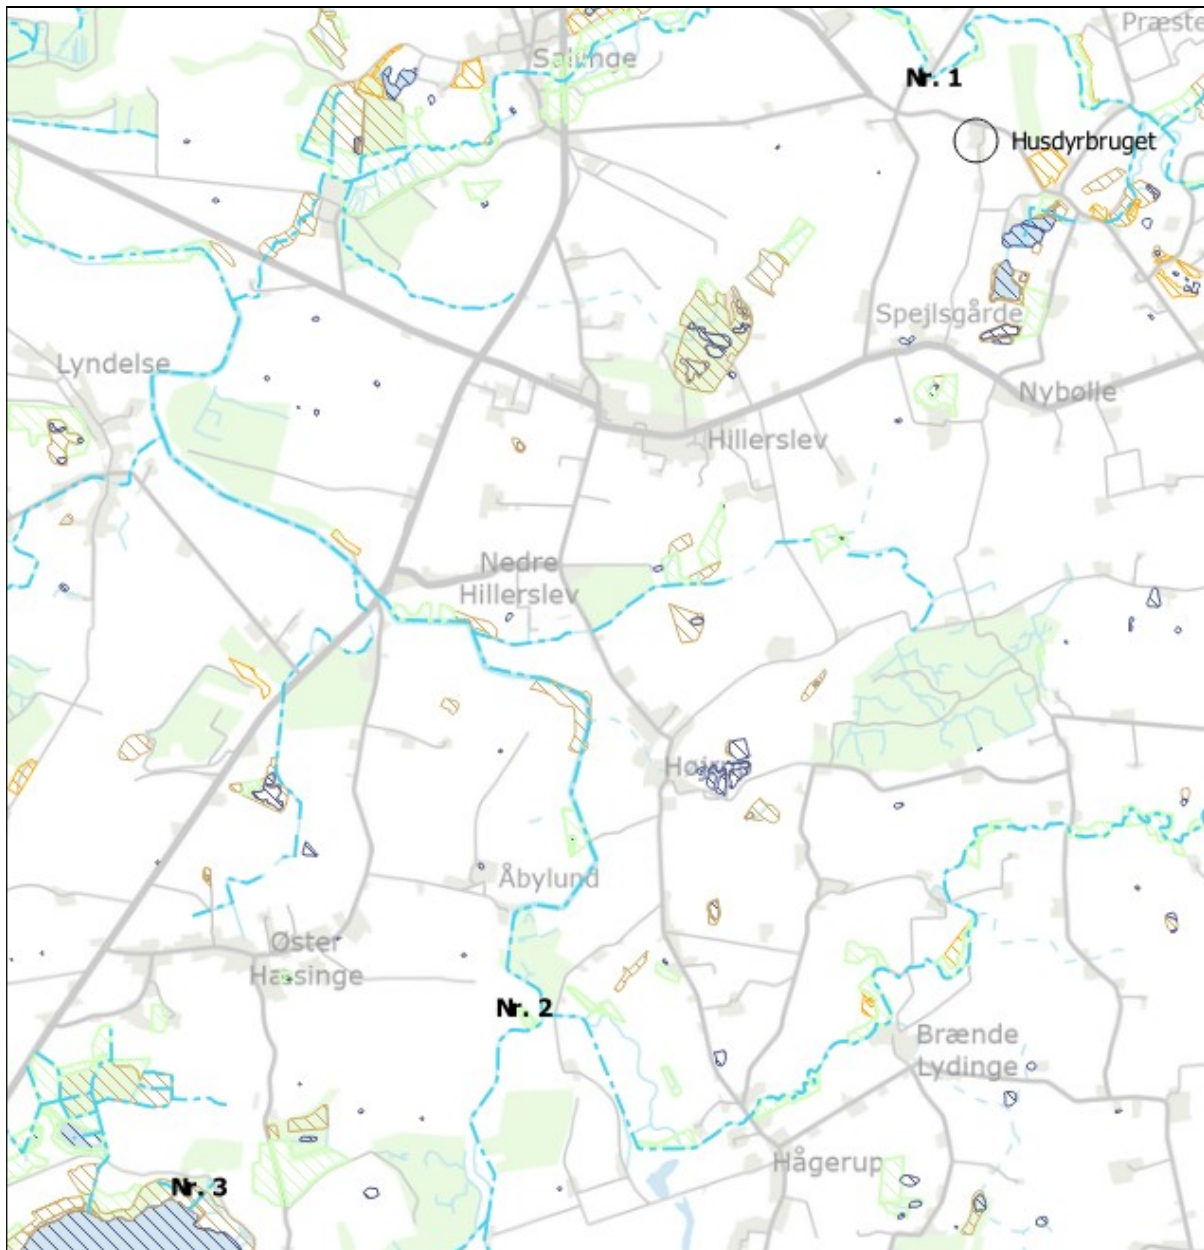 Præste
Sallinge
Nr. 1
Husdyrbruget
Spejlsgårde
Lyndelse
Nybølle
Hillerslev
Nedre
Hillerslev
Åbylund
Øster
Hæsinge
Nr. 2
Brænde
Lydinge
Hågerup
Nr. 3